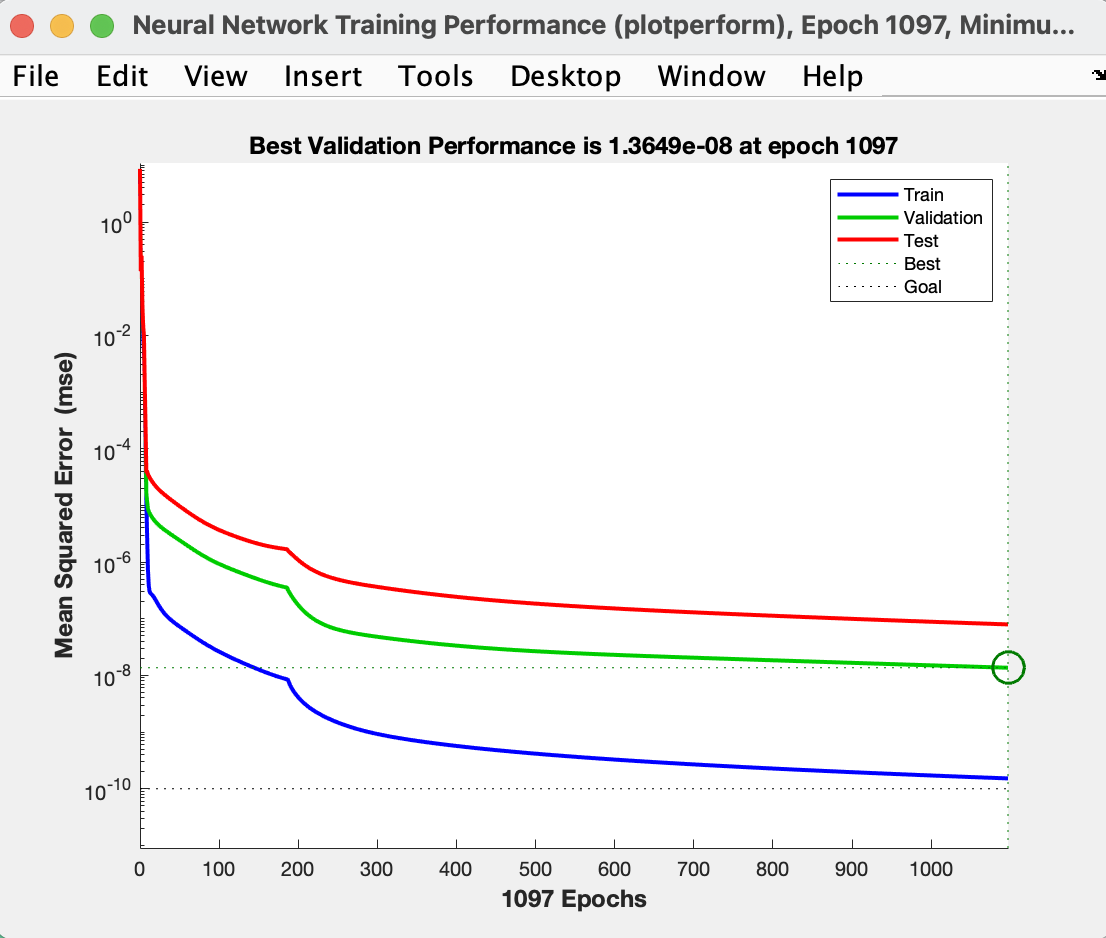 Neural Network Training Performance (plotperform), Epoch 1097, Minimu...
File Edit View Insert Tools Desktop Window Help
Best Validation Performance is 1.3649e-08 at epoch 1097
Train
Validation
Test
Best
Goal
Mean Squared Error (mse)
10^0
10^-2
10^-4
10^-6
10^-8
10^-10
0 100 200 300 400 500 600 700 800 900 1000
1097 Epochs